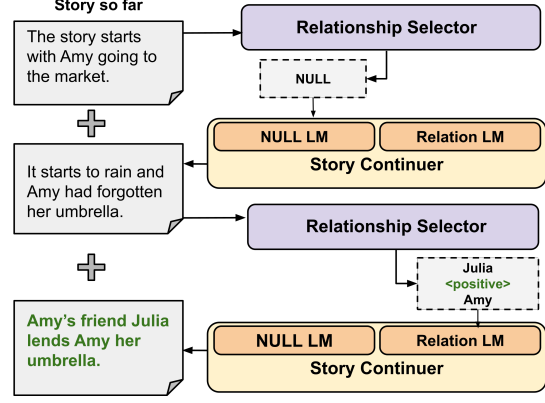 Story so far
The story starts
with Amy going to
the market.
Relationship Selector
NULL
NULL LM
Relation LM
Story Continuer
It starts to rain and
Amy had forgotten
her umbrella.
Relationship Selector
Julia
<positive>
Amy
Amy's friend Julia
lends Amy her
umbrella.
NULL LM
Relation LM
Story Continuer